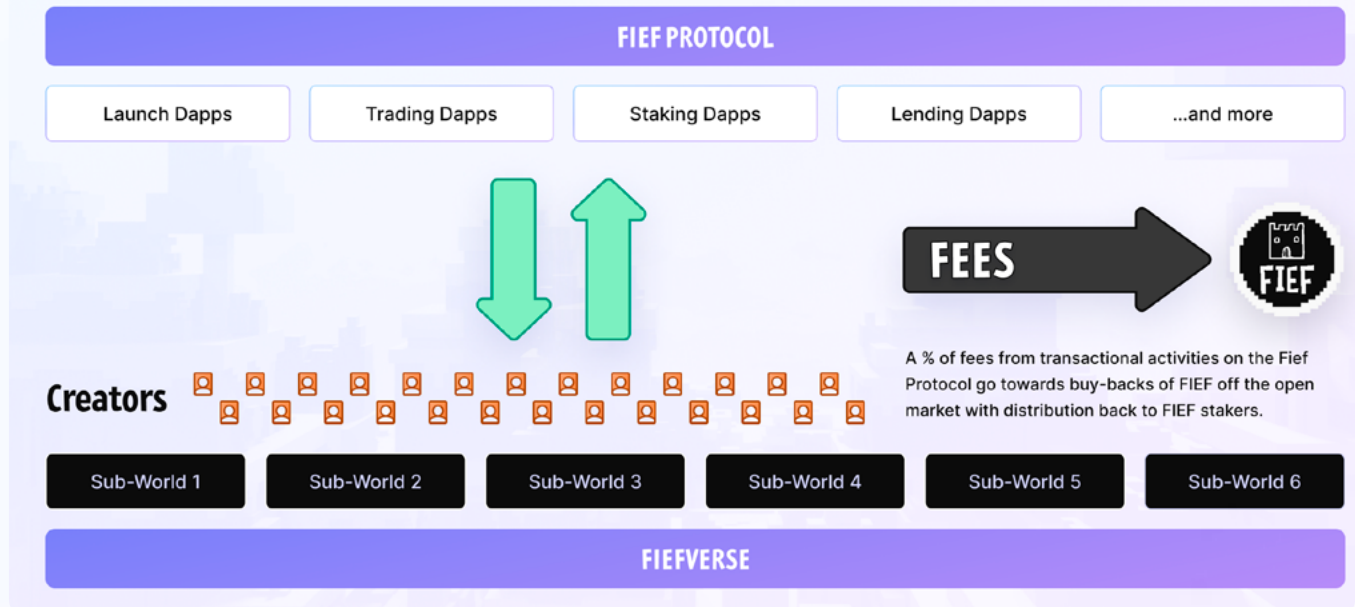 FIEF PROTOCOL
Launch Dapps
Trading Dapps
Staking Dapps
Lending Dapps
...and more
FEES
FIEF
A % of fees from transactional activities on the Fief
Protocol go towards buy-backs of FIEF off the open
market with distribution back to FIEF stakers.
Creators
Sub-World 1
Sub-World 2
Sub-World 3
Sub-World 4
Sub-World 5
Sub-World 6
FIEFVERSE